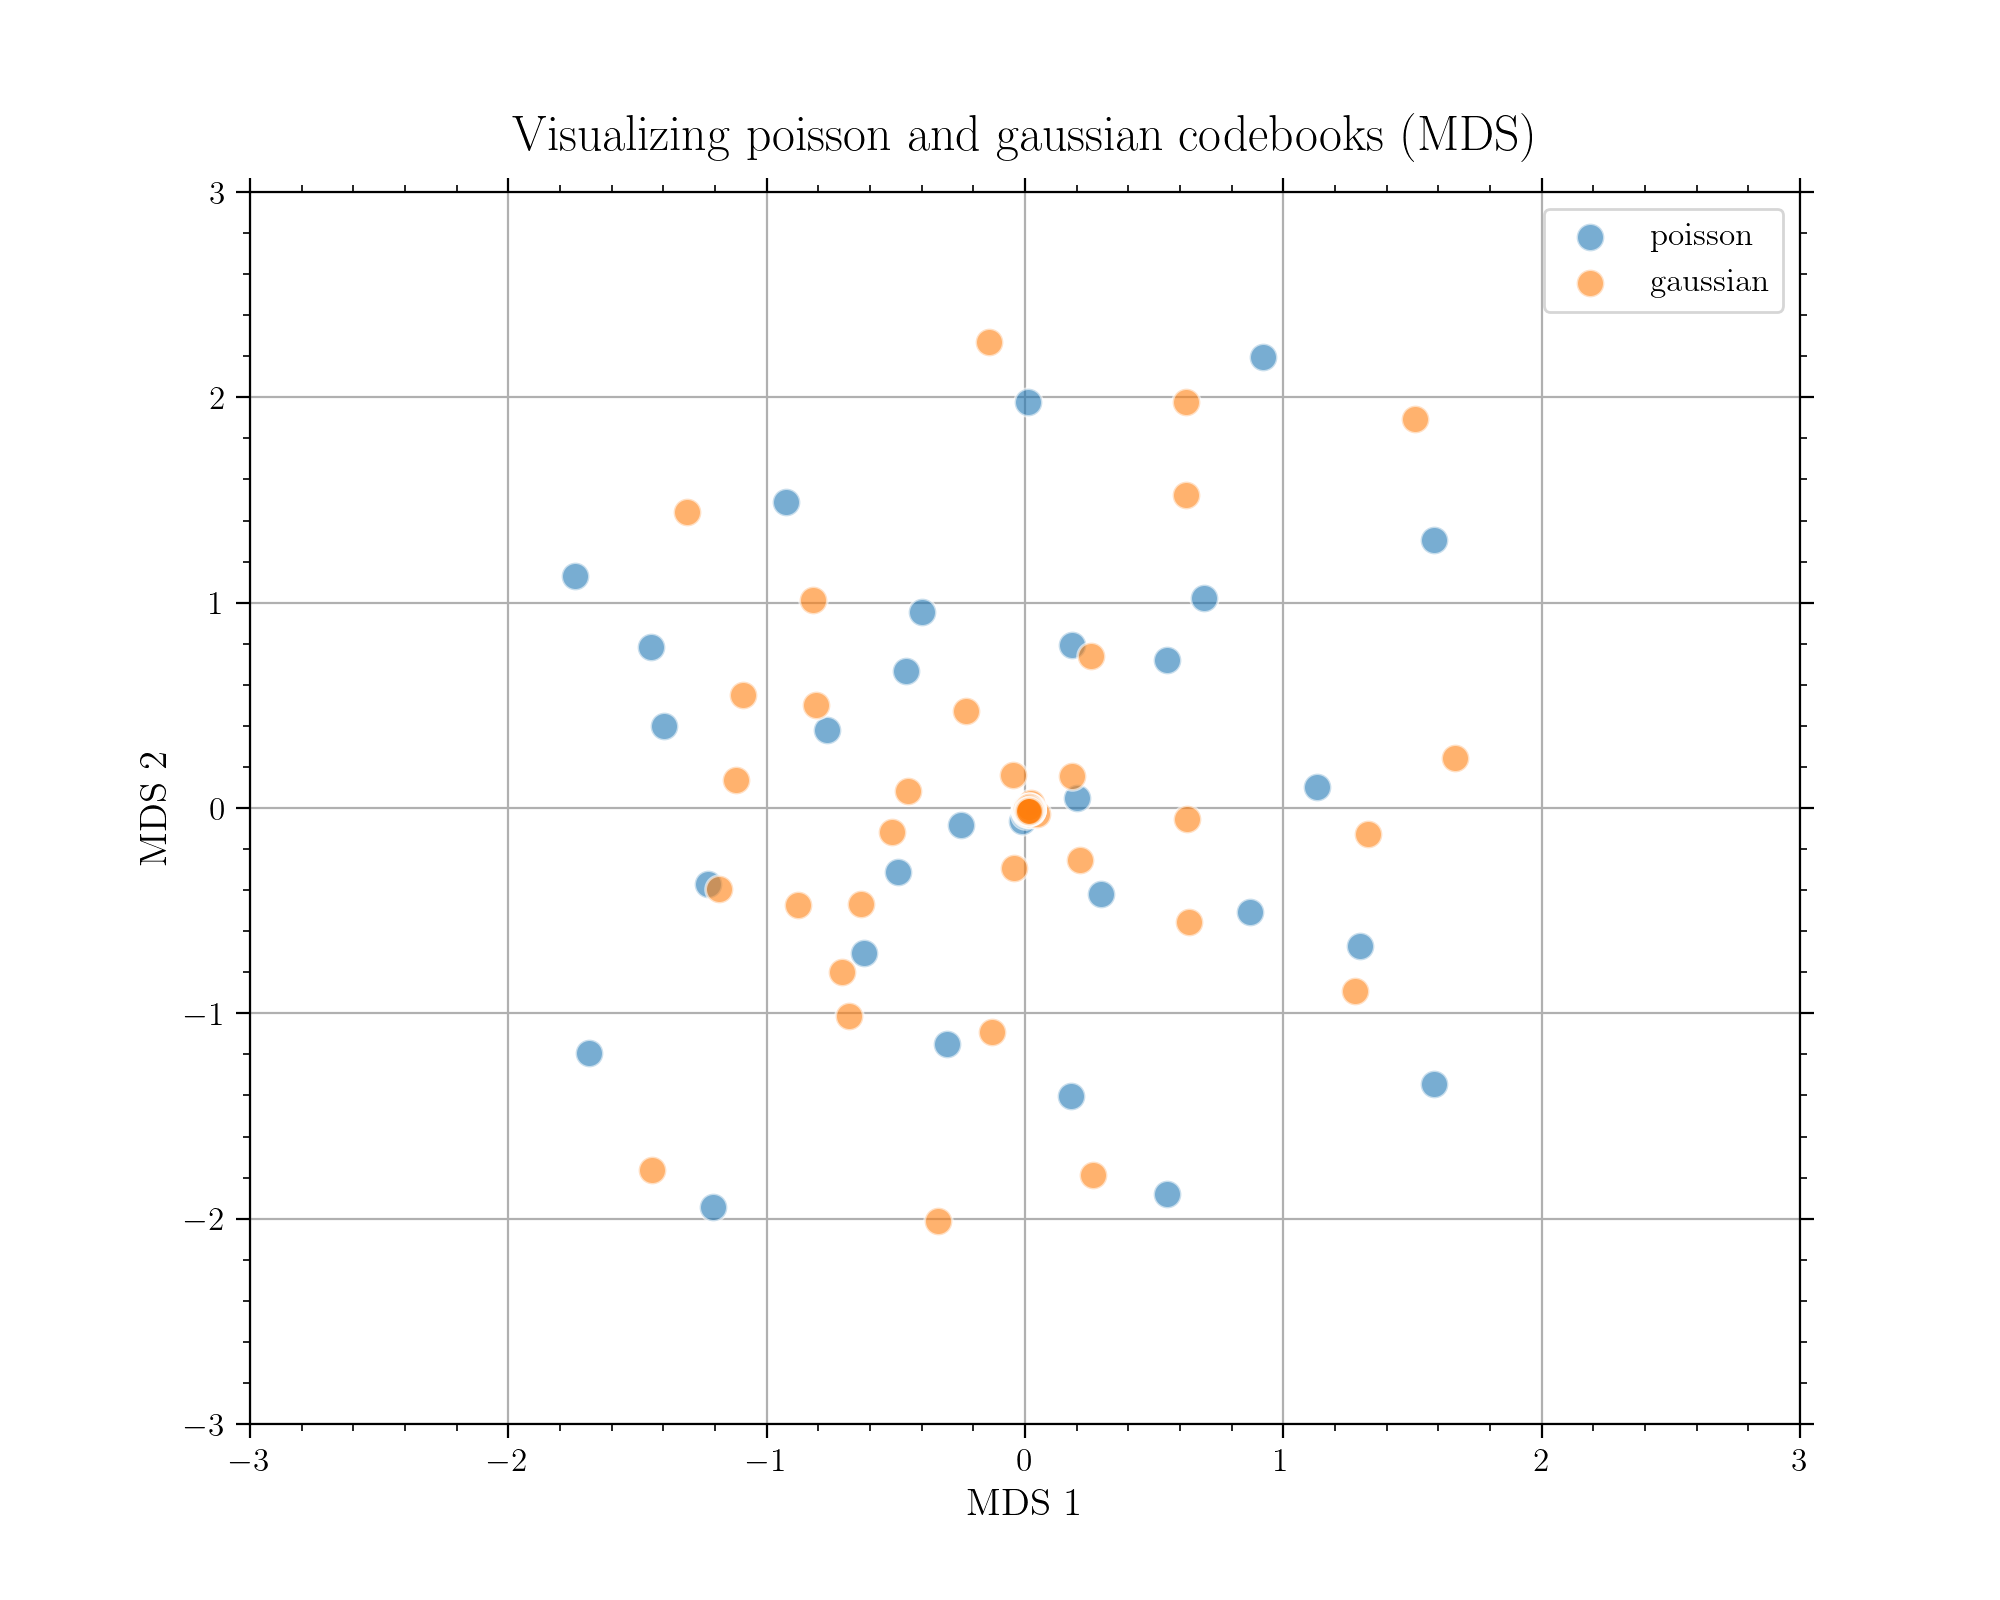 Visualizing poisson and gaussian codebooks (MDS)
poisson
gaussian
3
2
1
0
−1
−2
−3
MDS 2
−3
−2
−1
0
1
2
3
MDS 1